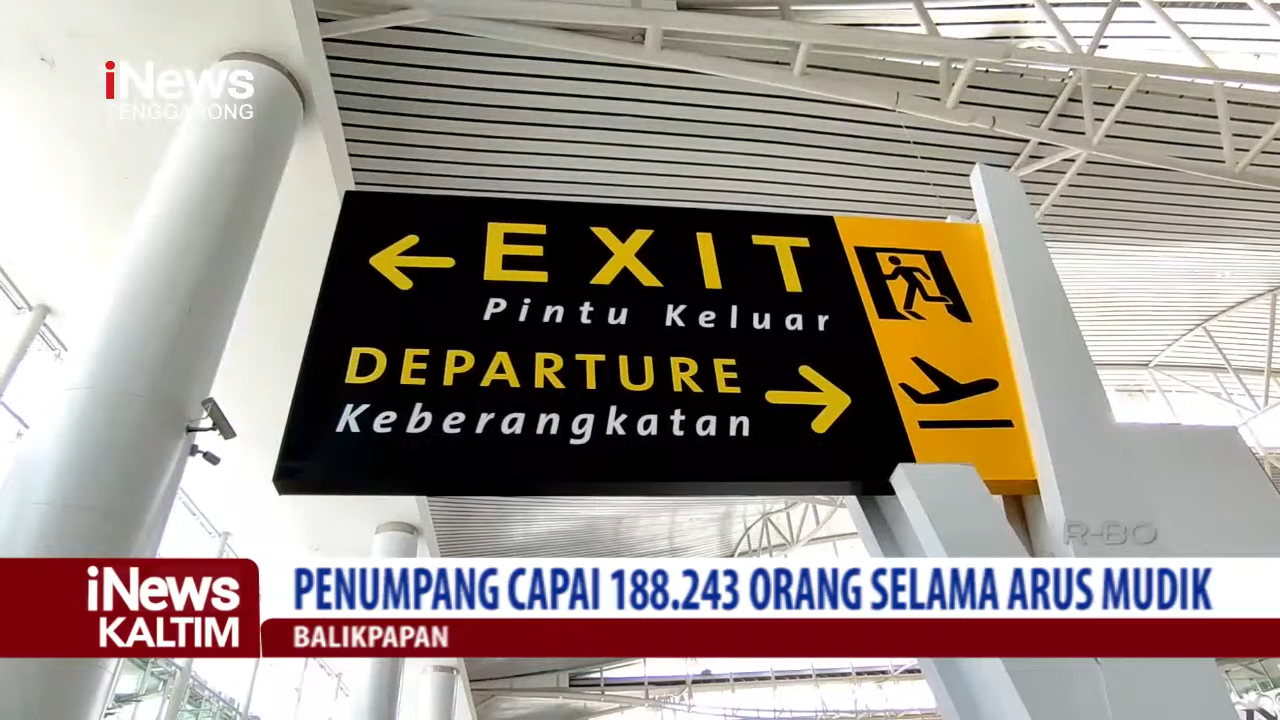 iNews
TENGGARONG
EXIT
Pintu Keluar
DEPARTURE
Keberangkatan
R-BO
iNews
KALTIM
PENUMPANG CAPAI 188.243 ORANG SELAMA ARUS MUDIK
BALIKPAPAN